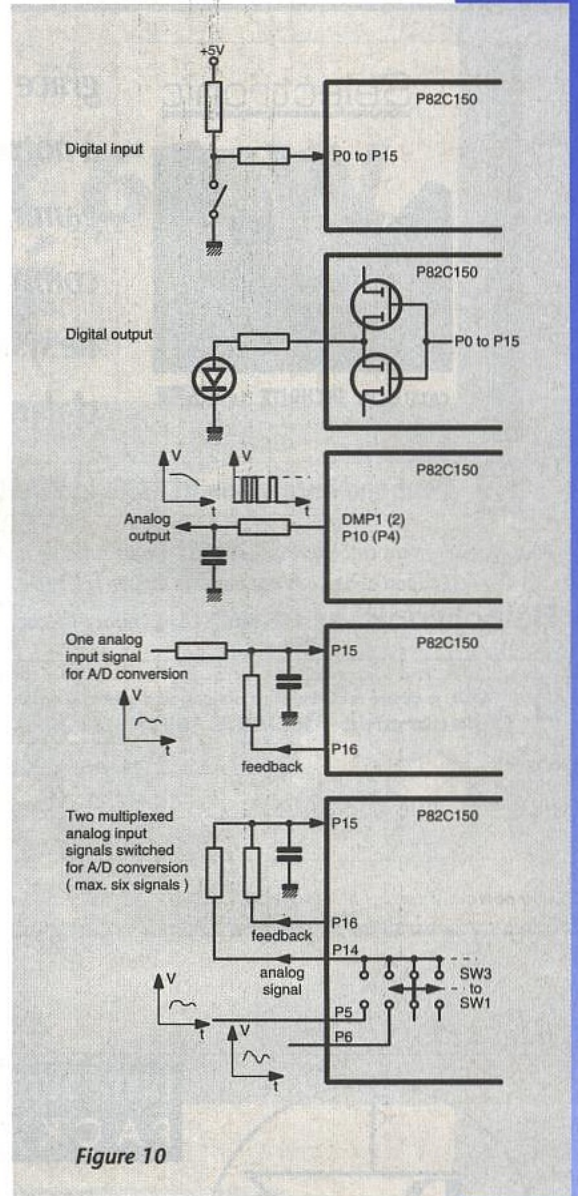 +5V
P82C150
Digital input
P0 to P15
P82C150
Digital output
P0 to P15
V
V
P82C150
t
t
Analog
output
DMP1 (2)
P10 (P4)
One analog
input signal
for A/D conversion
P82C150
P15
V
t
P16
feedback
Two multiplexed
analog input
signals switched
for A/D conversion
( max. six signals )
P82C150
P15
P16
feedback
P14
analog
signal
SW3
to
SW1
V
t
P5
V
P6
t
Figure 10